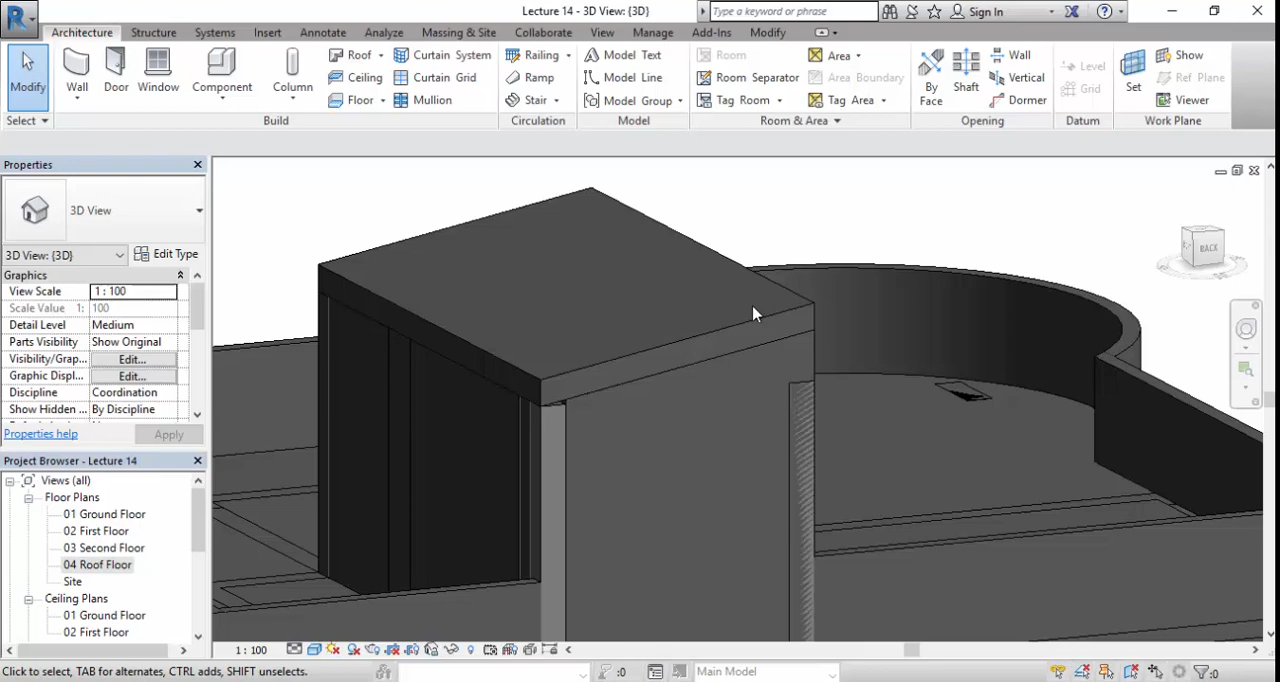 Lecture 14 - 3D View: {3D}
Type a keyword or phrase
Sign In
Architecture Structure Systems Insert Annotate Analyze Massing & Site Collaborate View Manage Add-Ins Modify
Modify
Wall
Door
Window
Component
Column
Roof
Ceiling
Floor
Curtain System
Curtain Grid
Mullion
Railing
Ramp
Stair
Model Text
Model Line
Model Group
Room
Room Separator
Tag Room
Area
Area Boundary
Tag Area
By Face
Shaft
Wall
Vertical
Dormer
Level
Grid
Set
Show
Ref Plane
Viewer
Select Build Circulation Model Room & Area Opening Datum Work Plane
Properties
3D View
3D View: {3D} Edit Type
Graphics
View Scale 1 : 100
Scale Value 1: 100
Detail Level Medium
Parts Visibility Show Original
Visibility/Grap... Edit...
Graphic Displ... Edit...
Discipline Coordination
Show Hidden ... By Discipline
Properties help Apply
Project Browser - Lecture 14
Views (all)
Floor Plans
01 Ground Floor
02 First Floor
03 Second Floor
04 Roof Floor
Site
Ceiling Plans
01 Ground Floor
02 First Floor
BACK
1 : 100
Click to select, TAB for alternates, CTRL adds, SHIFT unselects.
:0
Main Model
:0